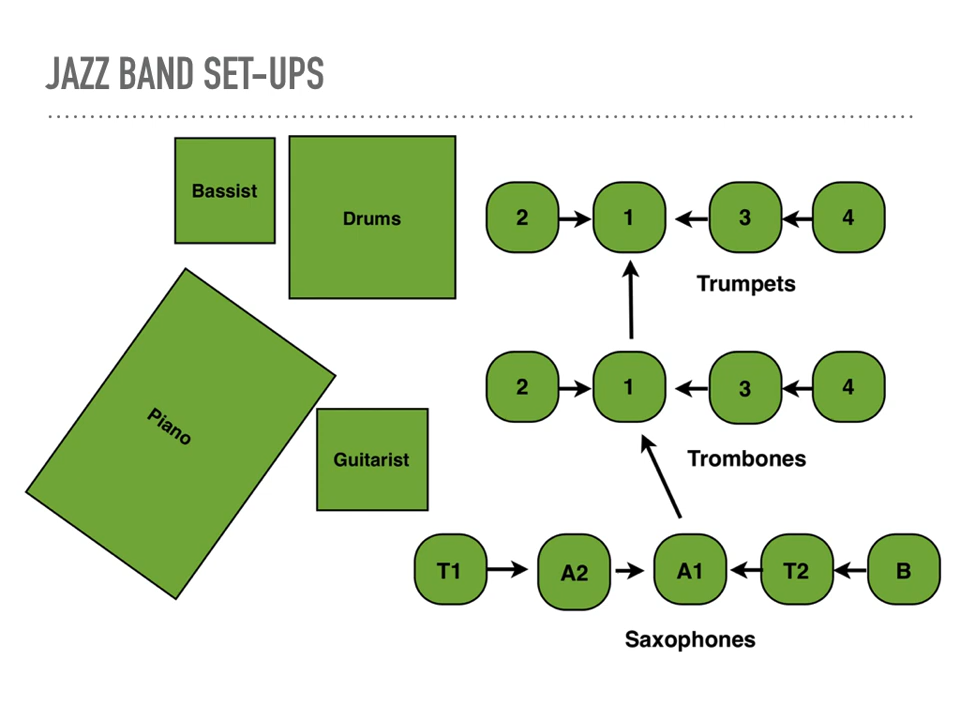 JAZZ BAND SET-UPS
Bassist
Drums
2 1 3 4
Trumpets
Piano
Guitarist
2 1 3 4
Trombones
T1 A2 A1 T2 B
Saxophones